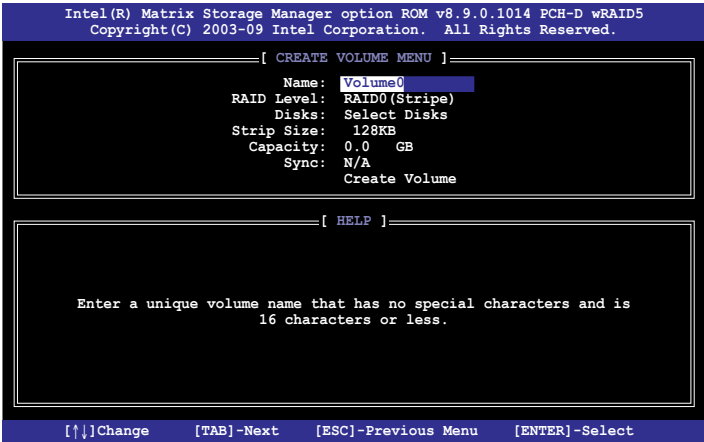 Intel(R) Matrix Storage Manager option ROM v8.9.0.1014 PCH-D wRAID5
Copyright(C) 2003-09 Intel Corporation. All Rights Reserved.
[ CREATE VOLUME MENU ]
Name: Volume0
RAID Level: RAID0(Stripe)
Disks: Select Disks
Strip Size: 128KB
Capacity: 0.0 GB
Sync: N/A
Create Volume
[ HELP ]
Enter a unique volume name that has no special characters and is
16 characters or less.
[↑↓]Change [TAB]-Next [ESC]-Previous Menu [ENTER]-Select